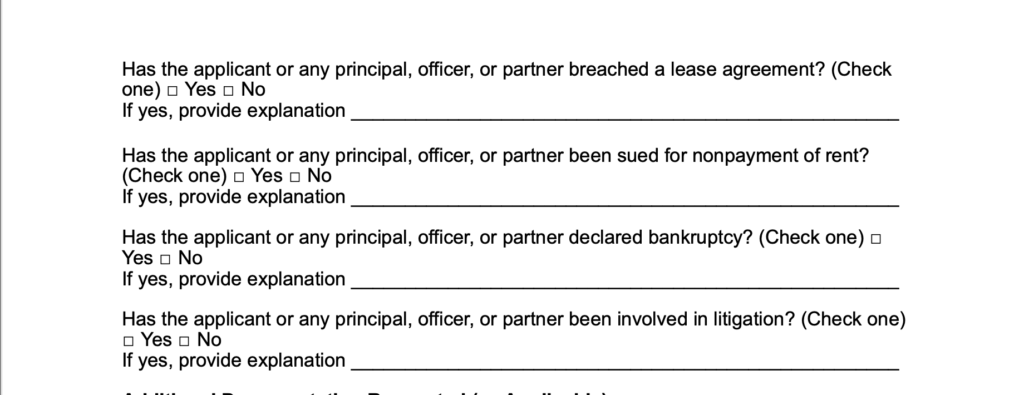 Has the applicant or any principal, officer, or partner breached a lease agreement? (Check
one) □ Yes □ No
If yes, provide explanation ___________________________________________________
Has the applicant or any principal, officer, or partner been sued for nonpayment of rent?
(Check one) □ Yes □ No
If yes, provide explanation ___________________________________________________
Has the applicant or any principal, officer, or partner declared bankruptcy? (Check one) □
Yes □ No
If yes, provide explanation ___________________________________________________
Has the applicant or any principal, officer, or partner been involved in litigation? (Check one)
□ Yes □ No
If yes, provide explanation ___________________________________________________